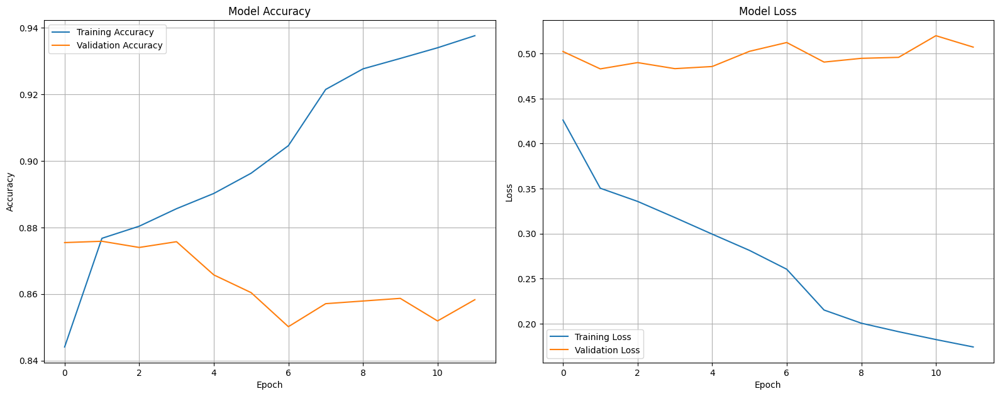 Model Accuracy
Training Accuracy
Validation Accuracy
0.94
0.92
0.90
0.88
0.86
0.84
Accuracy
0 2 4 6 8 10
Epoch
Model Loss
0.50
0.45
0.40
0.35
0.30
0.25
0.20
Loss
Training Loss
Validation Loss
0 2 4 6 8 10
Epoch